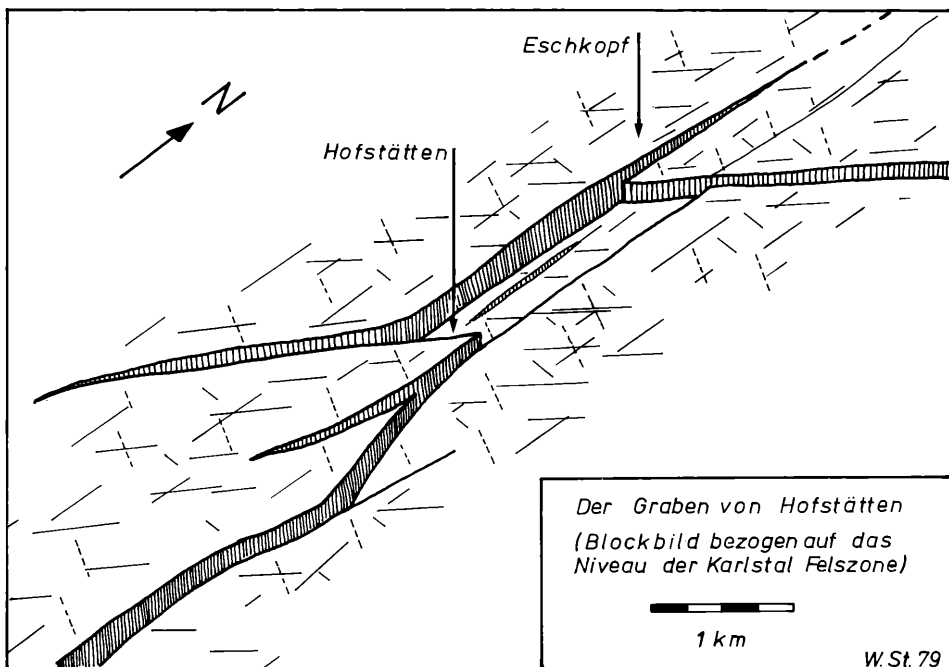 Eschkopf
N
Hofstätten
Der Graben von Hofstätten
(Blockbild bezogen auf das
Niveau der Karlstal Felszone)
1 km
W. St. 79